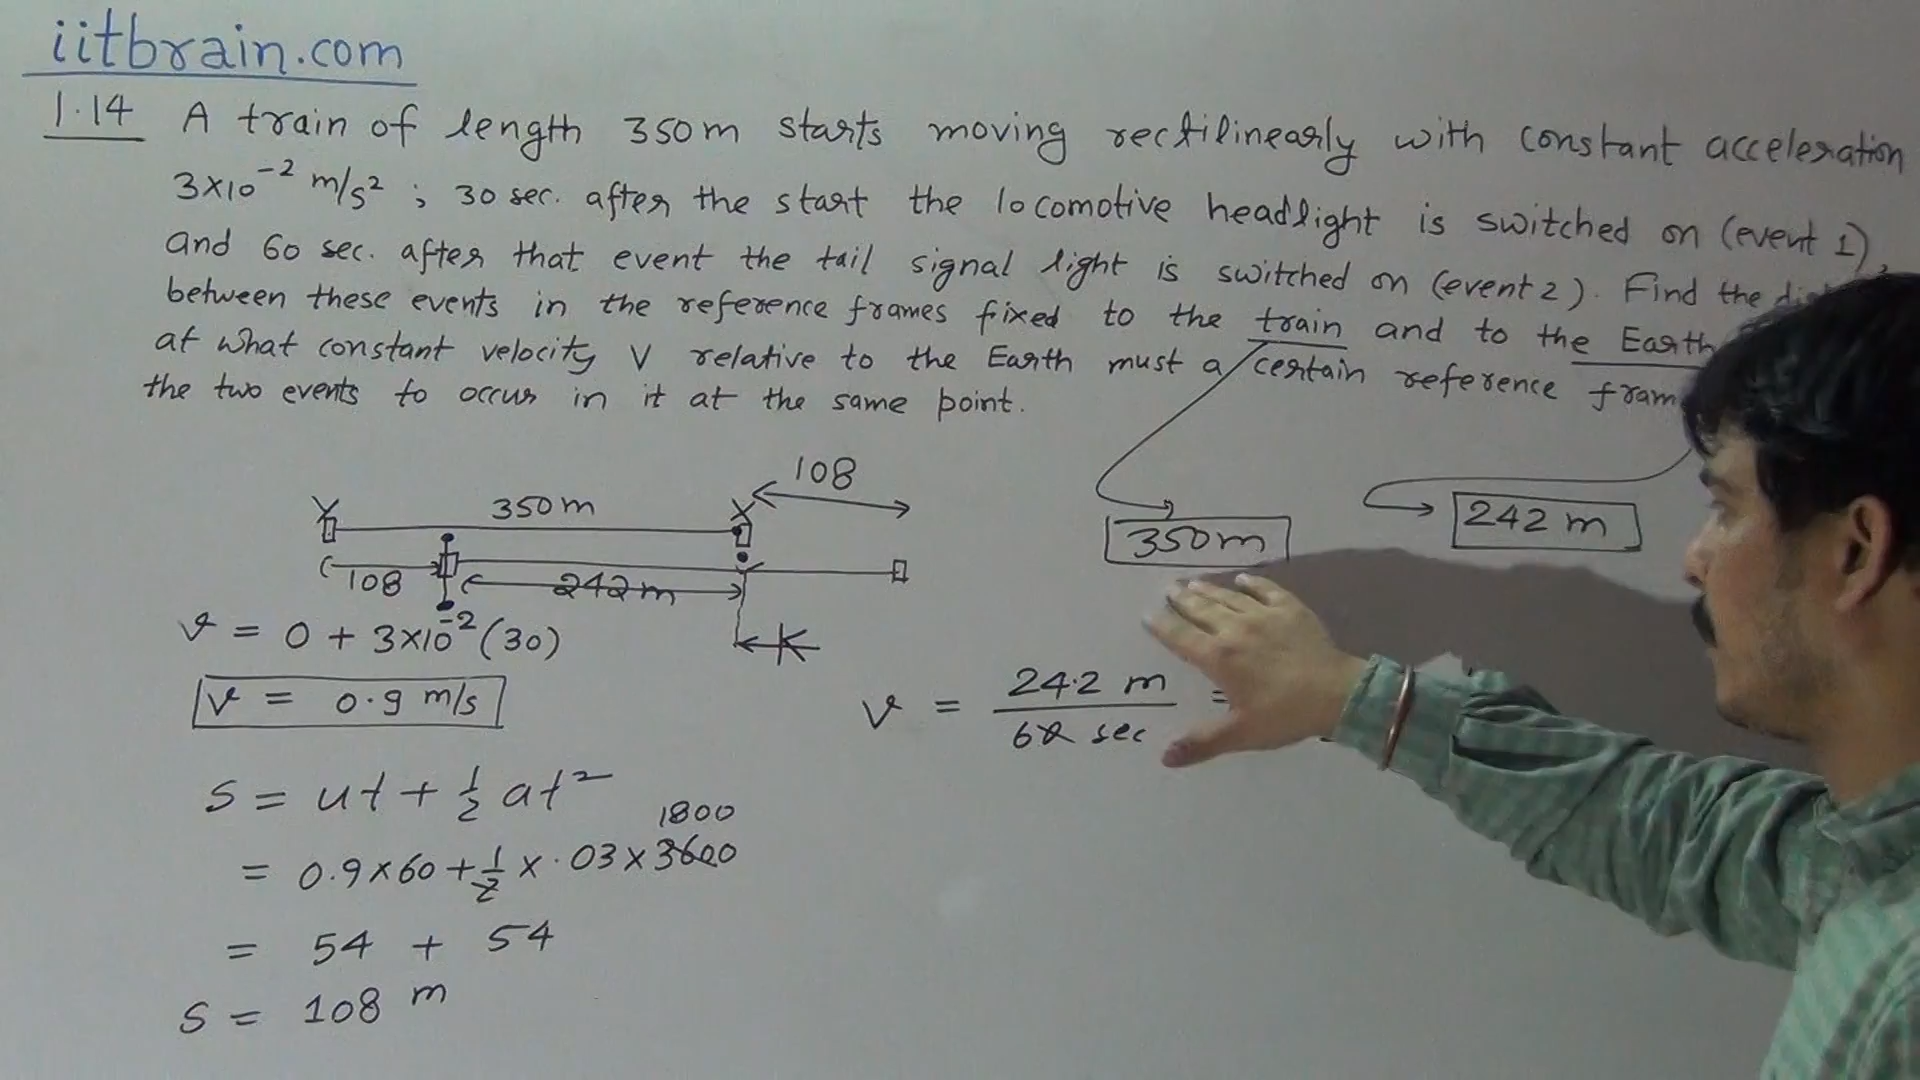 iitbrain.com
1.14 A train of length 350m starts moving rectilinearly with constant acceleration
3×10⁻² m/s² ; 30 sec. after the start the locomotive headlight is switched on (event 1),
and 60 sec. after that event the tail signal light is switched on (event 2). Find the
between these events in the reference frames fixed to the train and to the Earth
at what constant velocity V relative to the Earth must a certain reference
the two events to occur in it at the same point.
108
350m
350m
242 m
108
242 m
K
v = 0 + 3×10⁻² (30)
v = 0.9 m/s
v = 24.2 m / 60 sec =
s = ut + 1/2 at²
1800
= 0.9×60 + 1/2 × .03 × 3600
= 54 + 54
s = 108 m